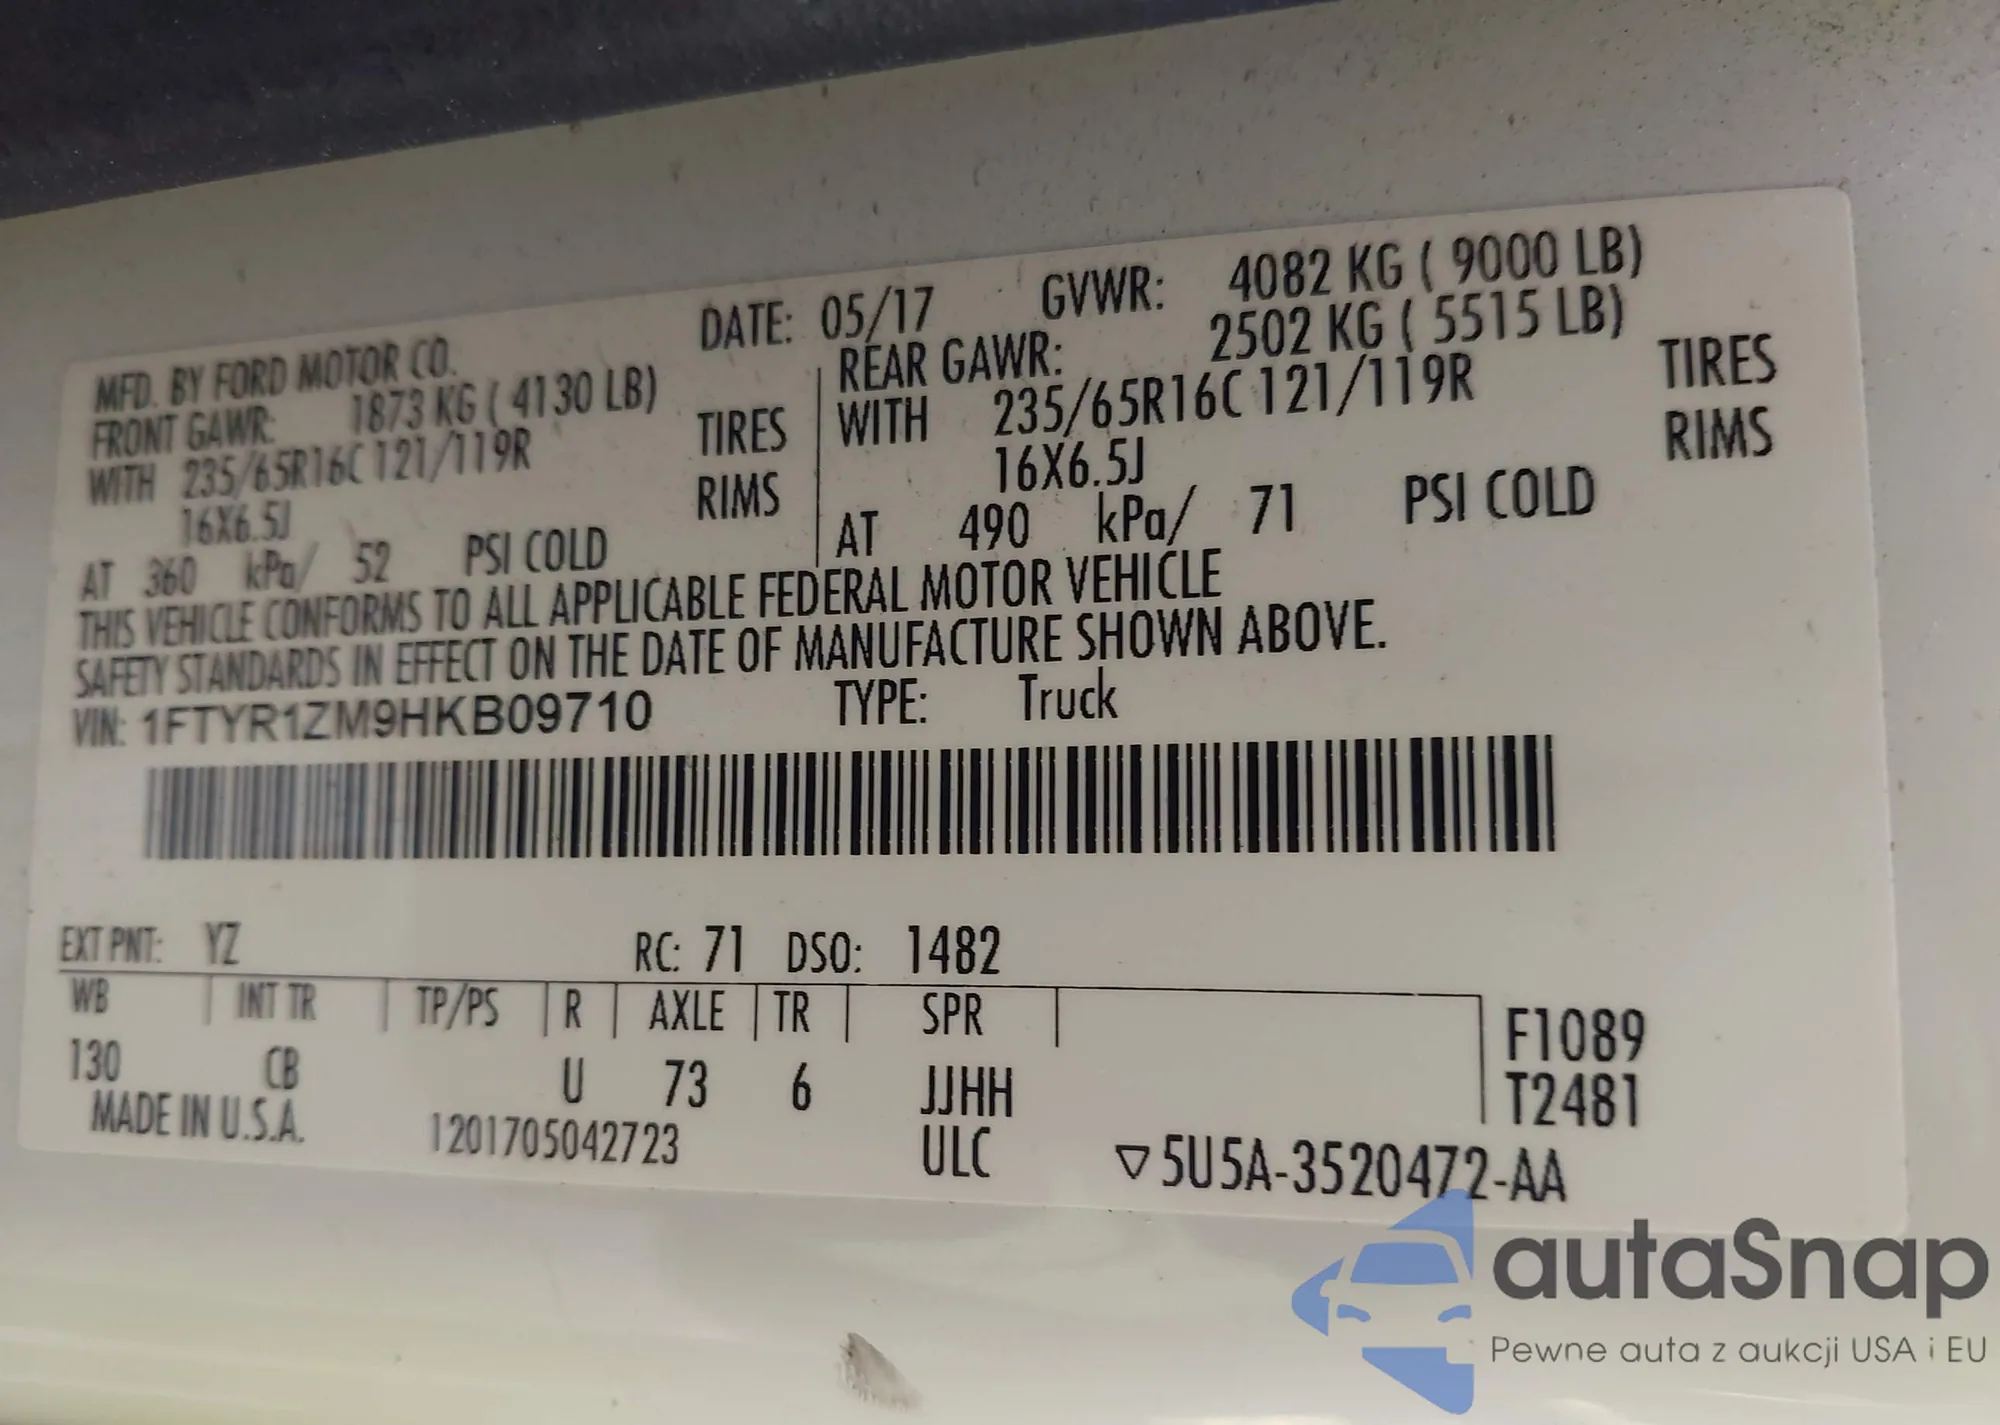 MFD. BY FORD MOTOR CO. DATE: 05/17 GVWR: 4082 KG ( 9000 LB)
FRONT GAWR: 1873 KG ( 4130 LB) REAR GAWR: 2502 KG ( 5515 LB)
WITH 235/65R16C 121/119R TIRES WITH 235/65R16C 121/119R TIRES
16X6.5J RIMS 16X6.5J RIMS
AT 360 kPa/ 52 PSI COLD AT 490 kPa/ 71 PSI COLD
THIS VEHICLE CONFORMS TO ALL APPLICABLE FEDERAL MOTOR VEHICLE
SAFETY STANDARDS IN EFFECT ON THE DATE OF MANUFACTURE SHOWN ABOVE.
VIN: 1FTYR1ZM9HKB09710 TYPE: Truck
EXT PNT: YZ RC: 71 DSO: 1482
WB INT TR TP/PS R AXLE TR SPR F1089
130 CB U 73 6 JJHH T2481
MADE IN U.S.A. 1201705042723 ULC ▽5U5A-3520472-AA
autaSnap
Pewne auta z aukcji USA i EU